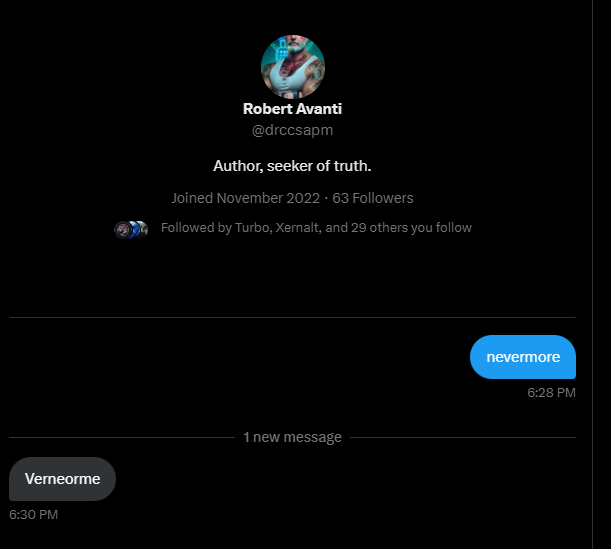 Robert Avanti
@drccsapm
Author, seeker of truth.
Joined November 2022 · 63 Followers
Followed by Turbo, Xernalt, and 29 others you follow
nevermore
6:28 PM
1 new message
Verneorme
6:30 PM